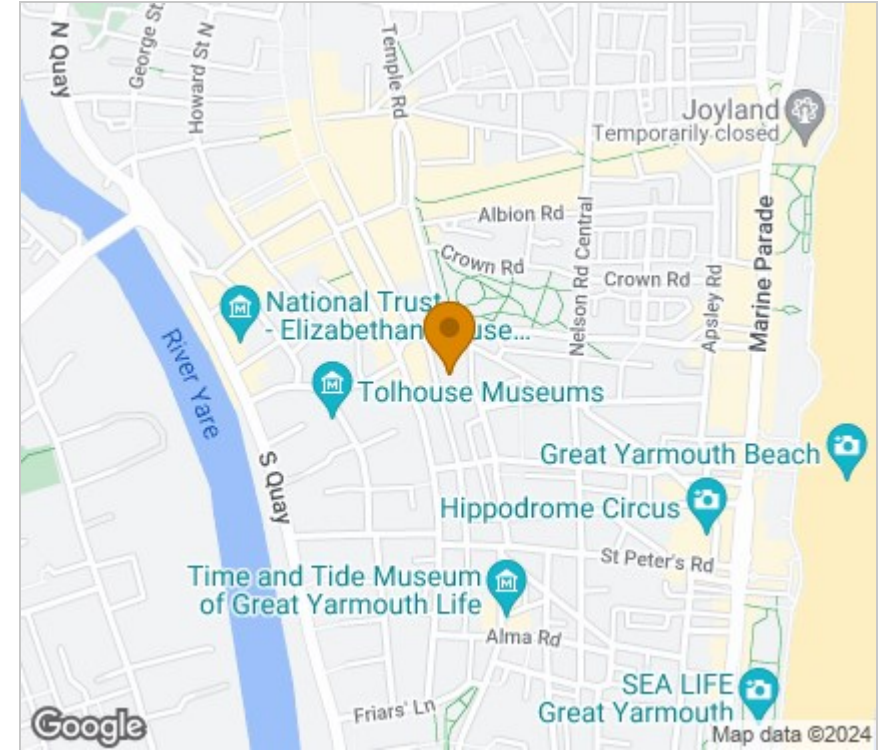 N Quay
George St
Howard St N
Temple Rd
Joyland
Temporarily closed
Albion Rd
Crown Rd
Crown Rd
Nelson Rd Central
Apsley Rd
Marine Parade
National Trust
- Elizabethan
use...
River Yare
Tolhouse Museums
S Quay
Great Yarmouth Beach
Hippodrome Circus
St Peter's Rd
Time and Tide Museum
of Great Yarmouth Life
Alma Rd
SEA LIFE
Great Yarmouth
Friars' Ln
Google
Map data ©2024